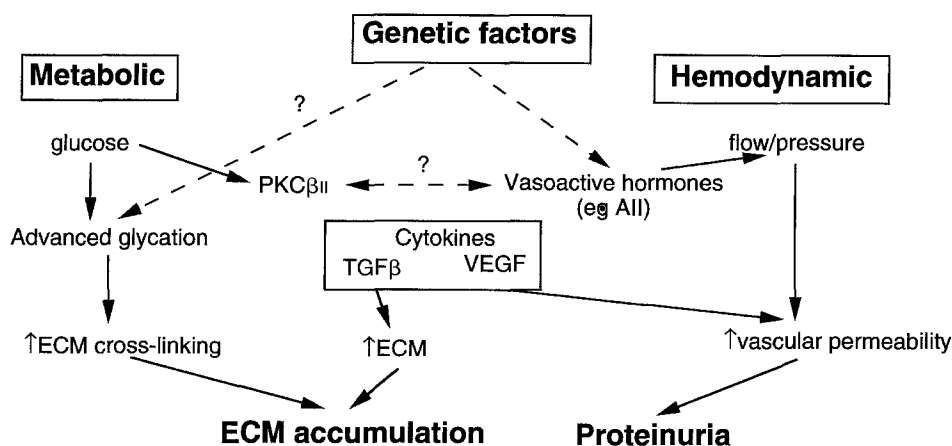 Genetic factors
Metabolic
Hemodynamic
?
glucose
flow/pressure
?
PKCβII
Vasoactive hormones
(eg AII)
Advanced glycation
Cytokines
TGFβ
VEGF
↑ECM cross-linking
↑ECM
↑vascular permeability
ECM accumulation
Proteinuria